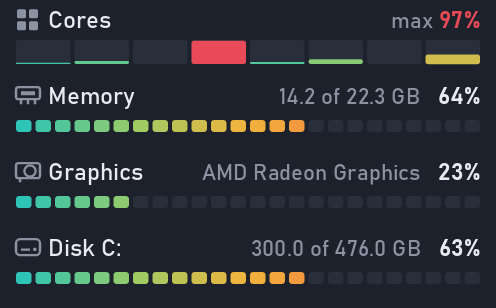 Cores max 97%
Memory 14.2 of 22.3 GB 64%
Graphics AMD Radeon Graphics 23%
Disk C: 300.0 of 476.0 GB 63%